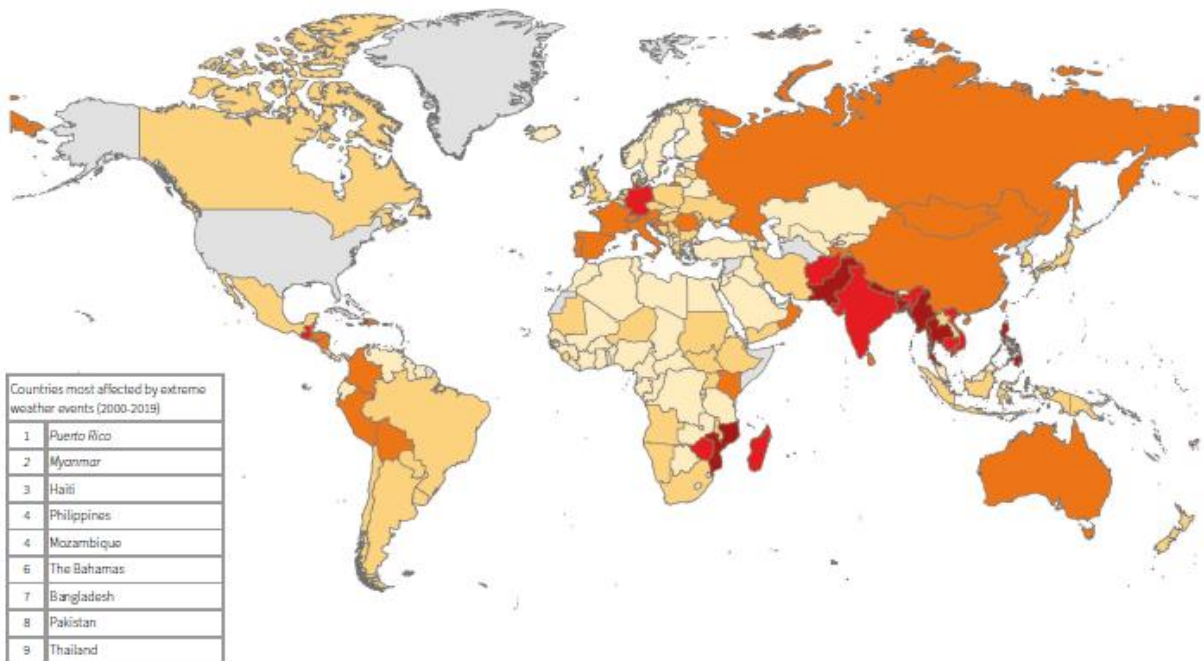 Countries most affected by extreme
weather events (2000-2019)
1 Puerto Rico
2 Myanmar
3 Haiti
4 Philippines
4 Mozambique
6 The Bahamas
7 Bangladesh
8 Pakistan
9 Thailand